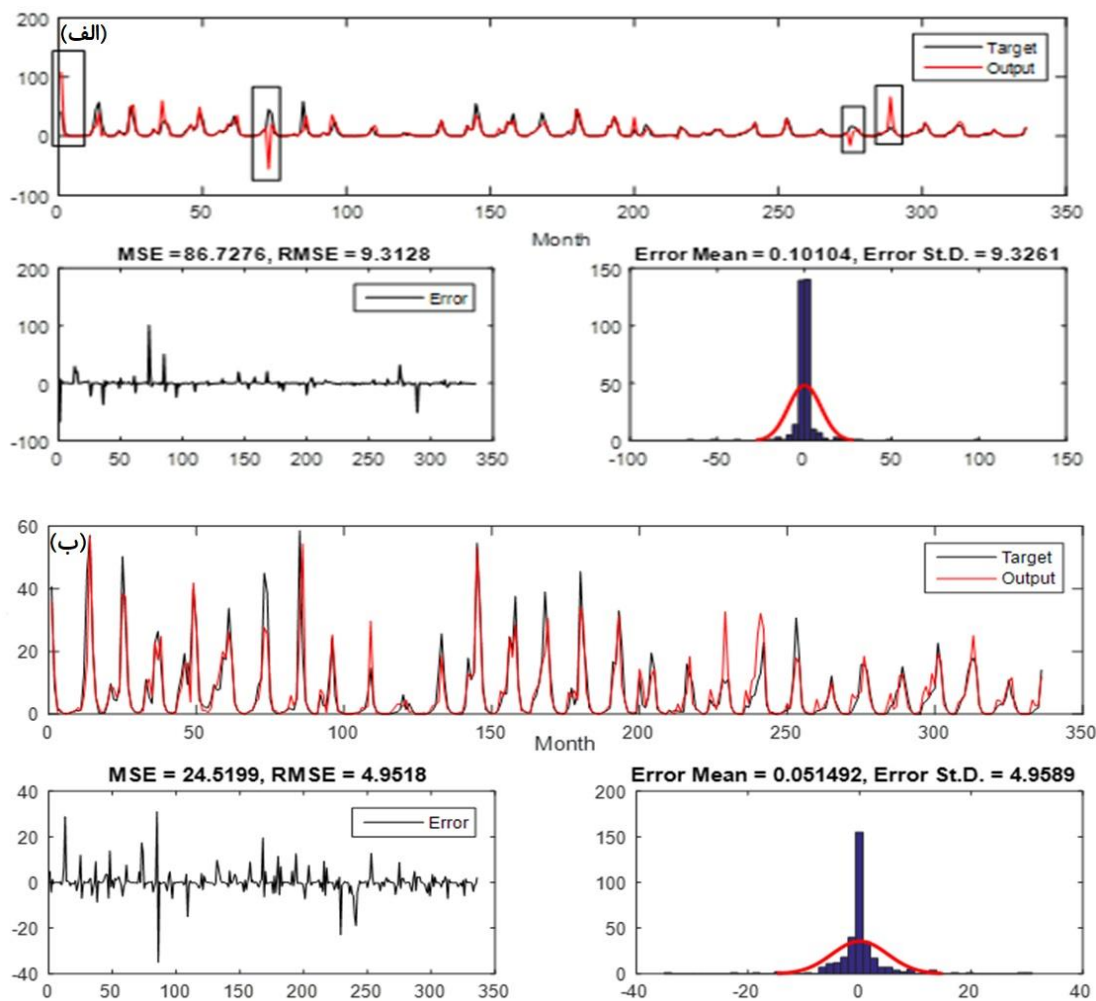 (الف)
200
100
0
-100
Target
Output
0 50 100 150 200 250 300 350
Month
MSE =86.7276, RMSE = 9.3128
200
100
0
-100
Error
0 50 100 150 200 250 300 350
Error Mean = 0.10104, Error St.D. = 9.3261
150
100
50
0
-100 -50 0 50 100 150
(ب)
60
40
20
0
Target
Output
0 50 100 150 200 250 300 350
Month
MSE = 24.5199, RMSE = 4.9518
40
20
0
-20
-40
Error
0 50 100 150 200 250 300 350
Error Mean = 0.051492, Error St.D. = 4.9589
200
150
100
50
0
-40 -20 0 20 40